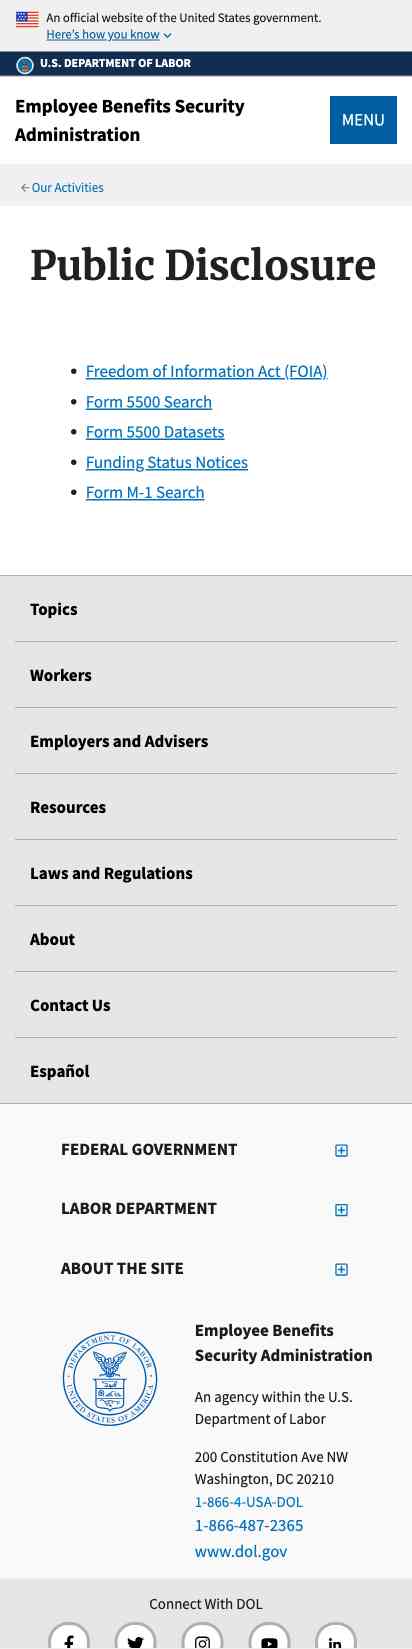 An official website of the United States government.
Here's how you know
U.S. DEPARTMENT OF LABOR
Employee Benefits Security
Administration
MENU
Our Activities
Public Disclosure
Freedom of Information Act (FOIA)
Form 5500 Search
Form 5500 Datasets
Funding Status Notices
Form M-1 Search
Topics
Workers
Employers and Advisers
Resources
Laws and Regulations
About
Contact Us
Español
FEDERAL GOVERNMENT
LABOR DEPARTMENT
ABOUT THE SITE
DEPARTMENT OF LABOR
UNITED STATES OF AMERICA
Employee Benefits
Security Administration
An agency within the U.S.
Department of Labor
200 Constitution Ave NW
Washington, DC 20210
1-866-4-USA-DOL
1-866-487-2365
www.dol.gov
Connect With DOL